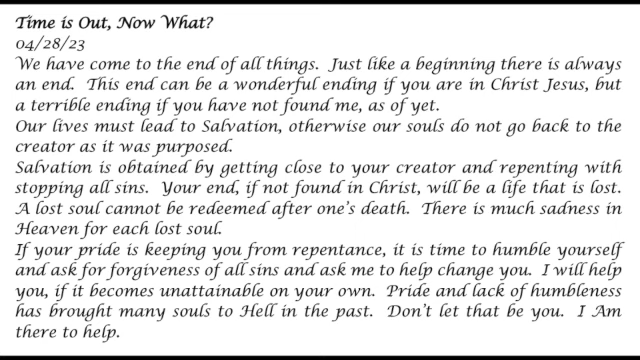 Time is Out, Now What?
04/28/23
We have come to the end of all things. Just like a beginning there is always
an end. This end can be a wonderful ending if you are in Christ Jesus, but
a terrible ending if you have not found me, as of yet.
Our lives must lead to Salvation, otherwise our souls do not go back to the
creator as it was purposed.
Salvation is obtained by getting close to your creator and repenting with
stopping all sins. Your end, if not found in Christ, will be a life that is lost.
A lost soul cannot be redeemed after one's death. There is much sadness in
Heaven for each lost soul.
If your pride is keeping you from repentance, it is time to humble yourself
and ask for forgiveness of all sins and ask me to help change you. I will help
you, if it becomes unattainable on your own. Pride and lack of humbleness
has brought many souls to Hell in the past. Don't let that be you. I Am
there to help.